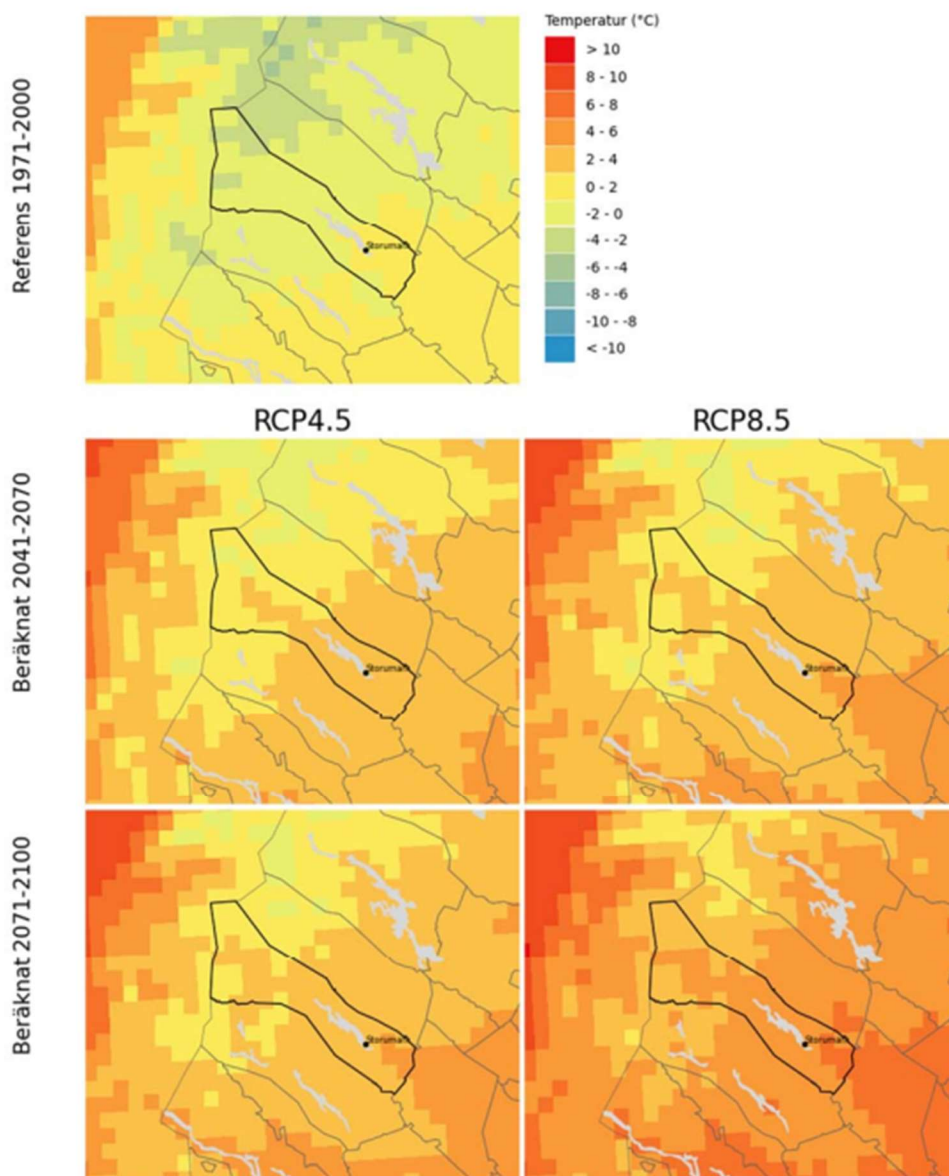 Temperatur (°C)
> 10
8 - 10
6 - 8
4 - 6
2 - 4
0 - 2
-2 - 0
-4 - -2
-6 - -4
-8 - -6
-10 - -8
< -10
Referens 1971-2000
Storuman
RCP4.5
RCP8.5
Beräknat 2041-2070
Storuman
Storuman
Beräknat 2071-2100
Storuman
Storuman